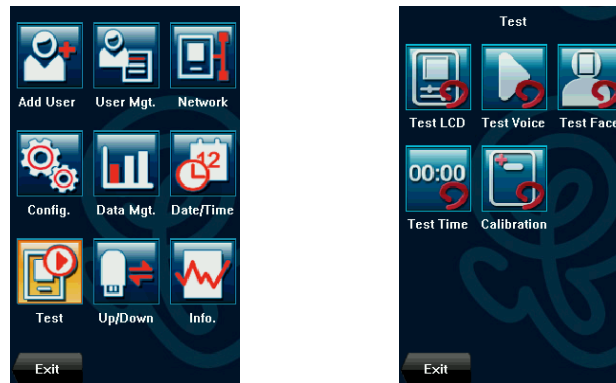 Add User User Mgt. Network
12
Config. Data Mgt. Date/Time
Test Up/Down Info.
Exit
Test
Test LCD Test Voice Test Face
00:00
Test Time Calibration
Exit